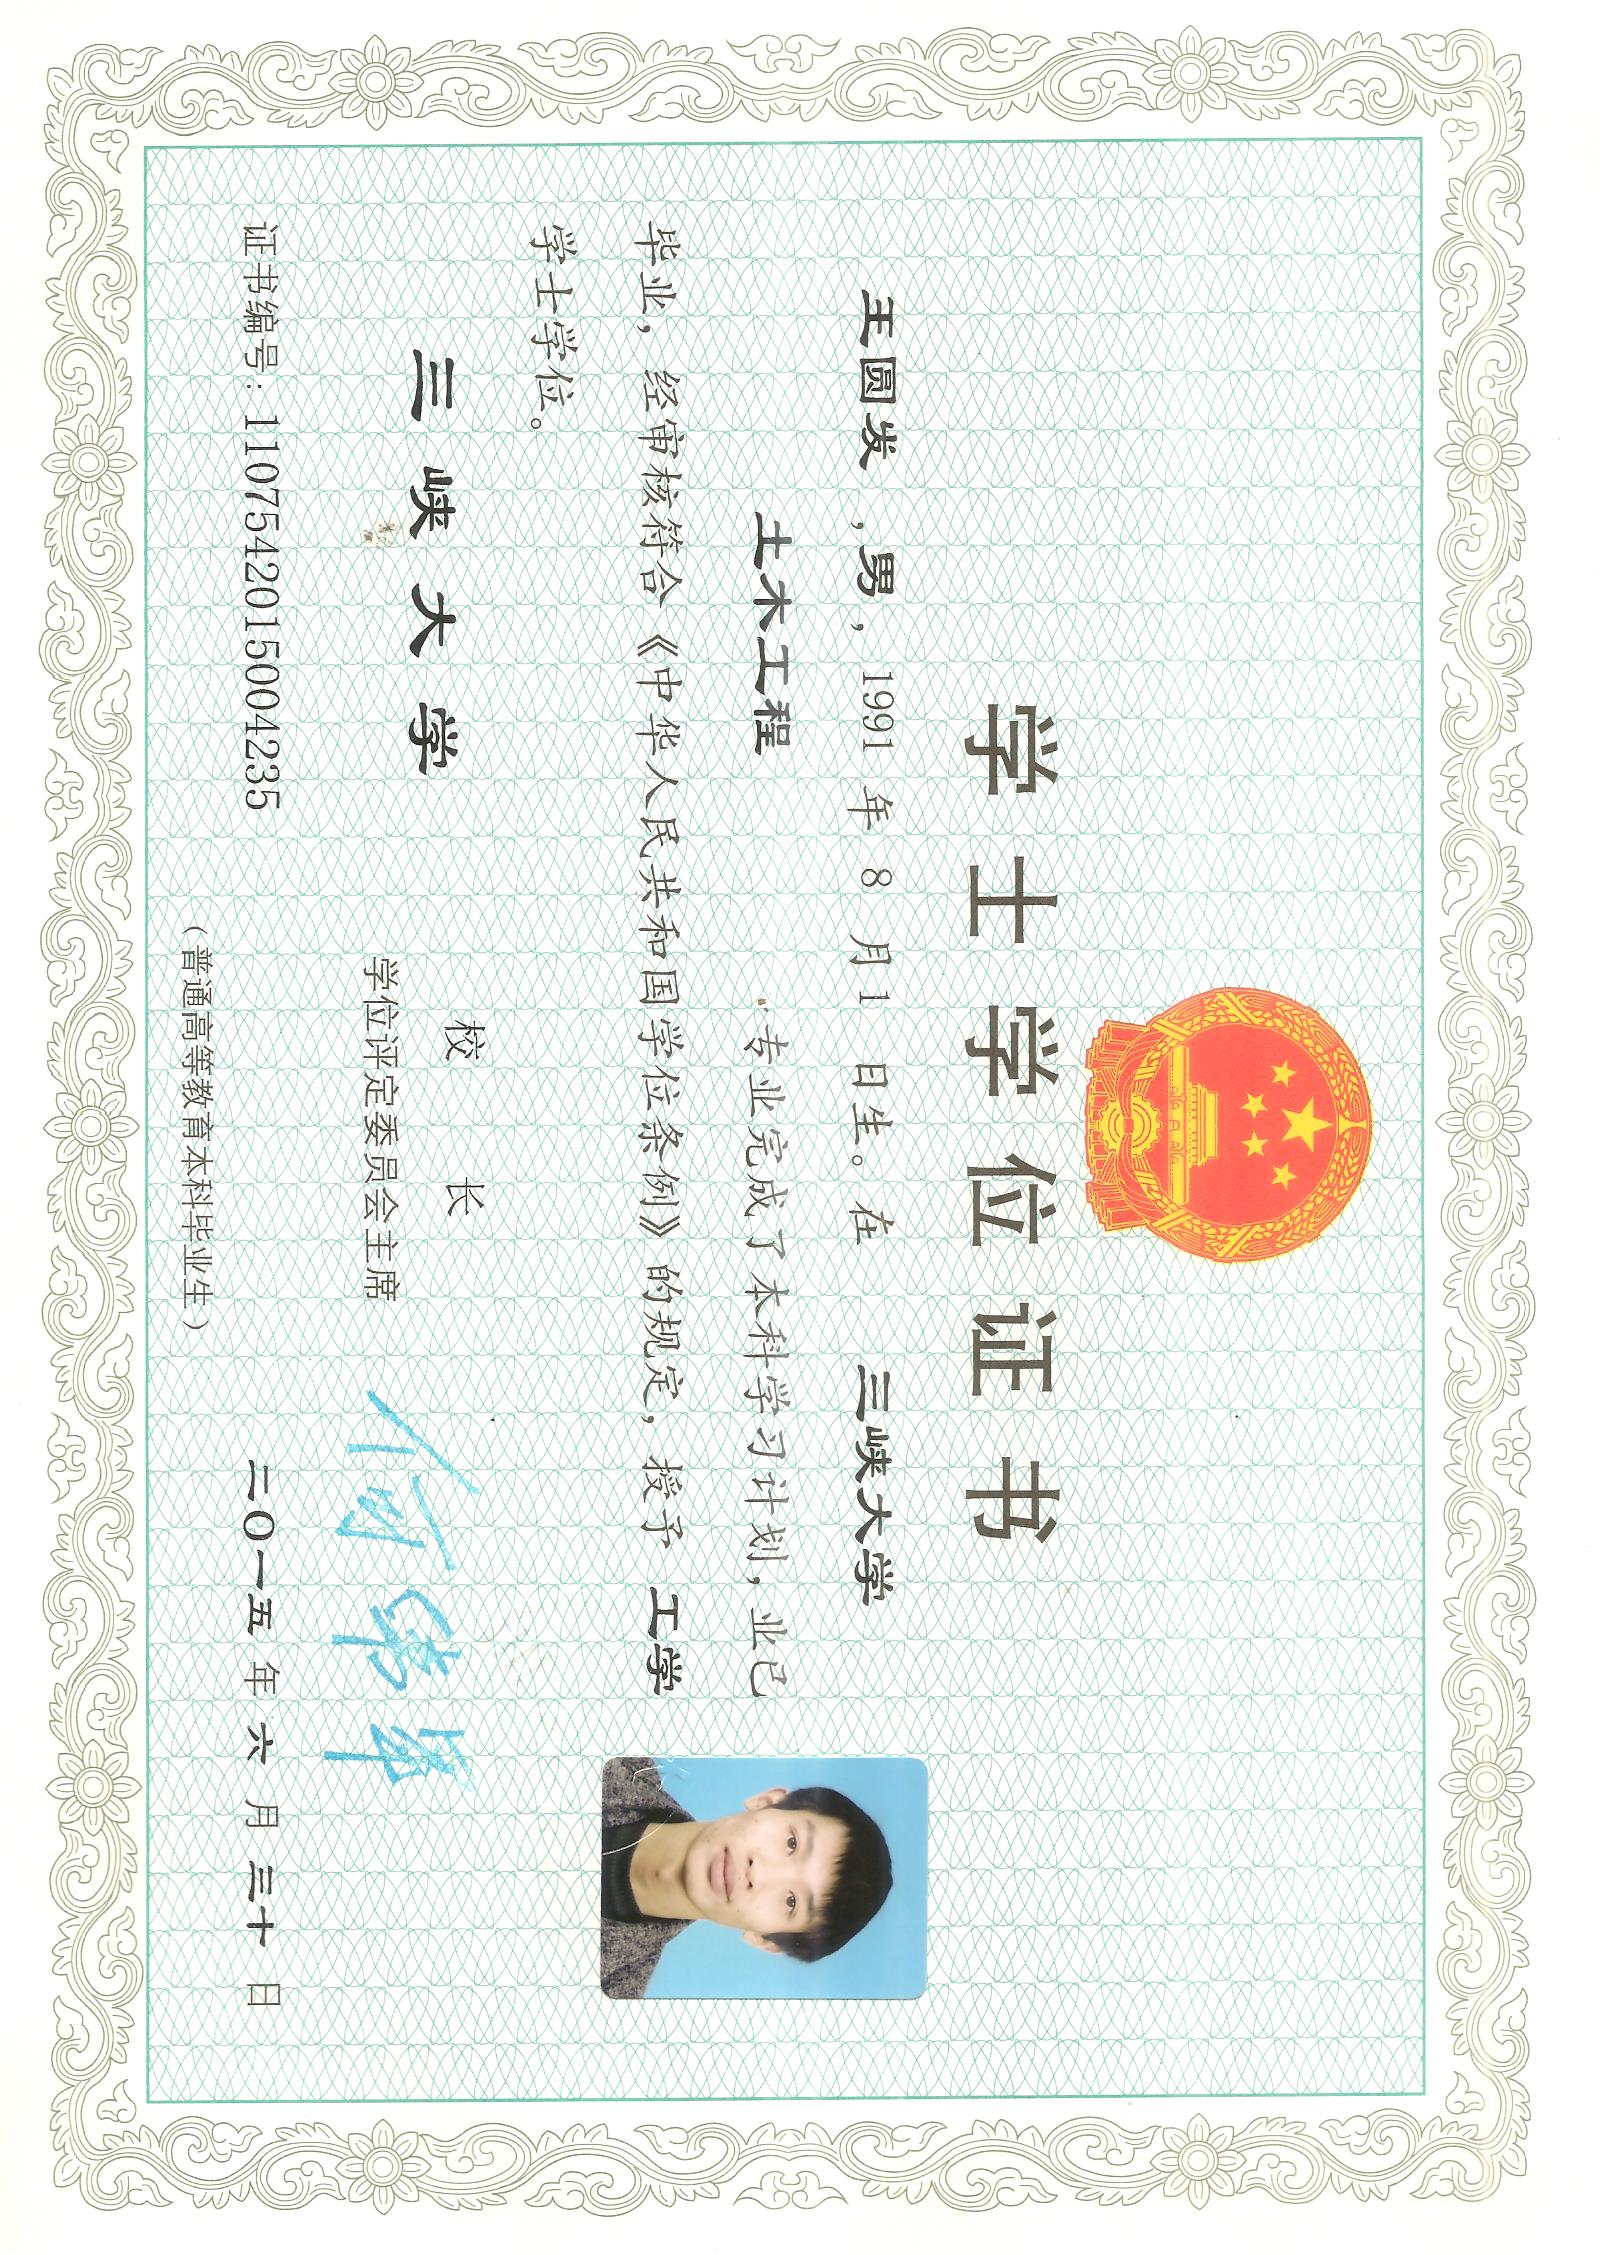 学士学位证书
王圆发，男，1991年8月1日生。在 三峡大学
土木工程 专业完成了本科学习计划，业已
毕业，经审核符合《中华人民共和国学位条例》的规定，授予 工学
学士学位。
三峡大学
校长
学位评定委员会主席
何伟军
证书编号：1107542015004235
二〇一五年六月三十日
（普通高等教育本科毕业生）